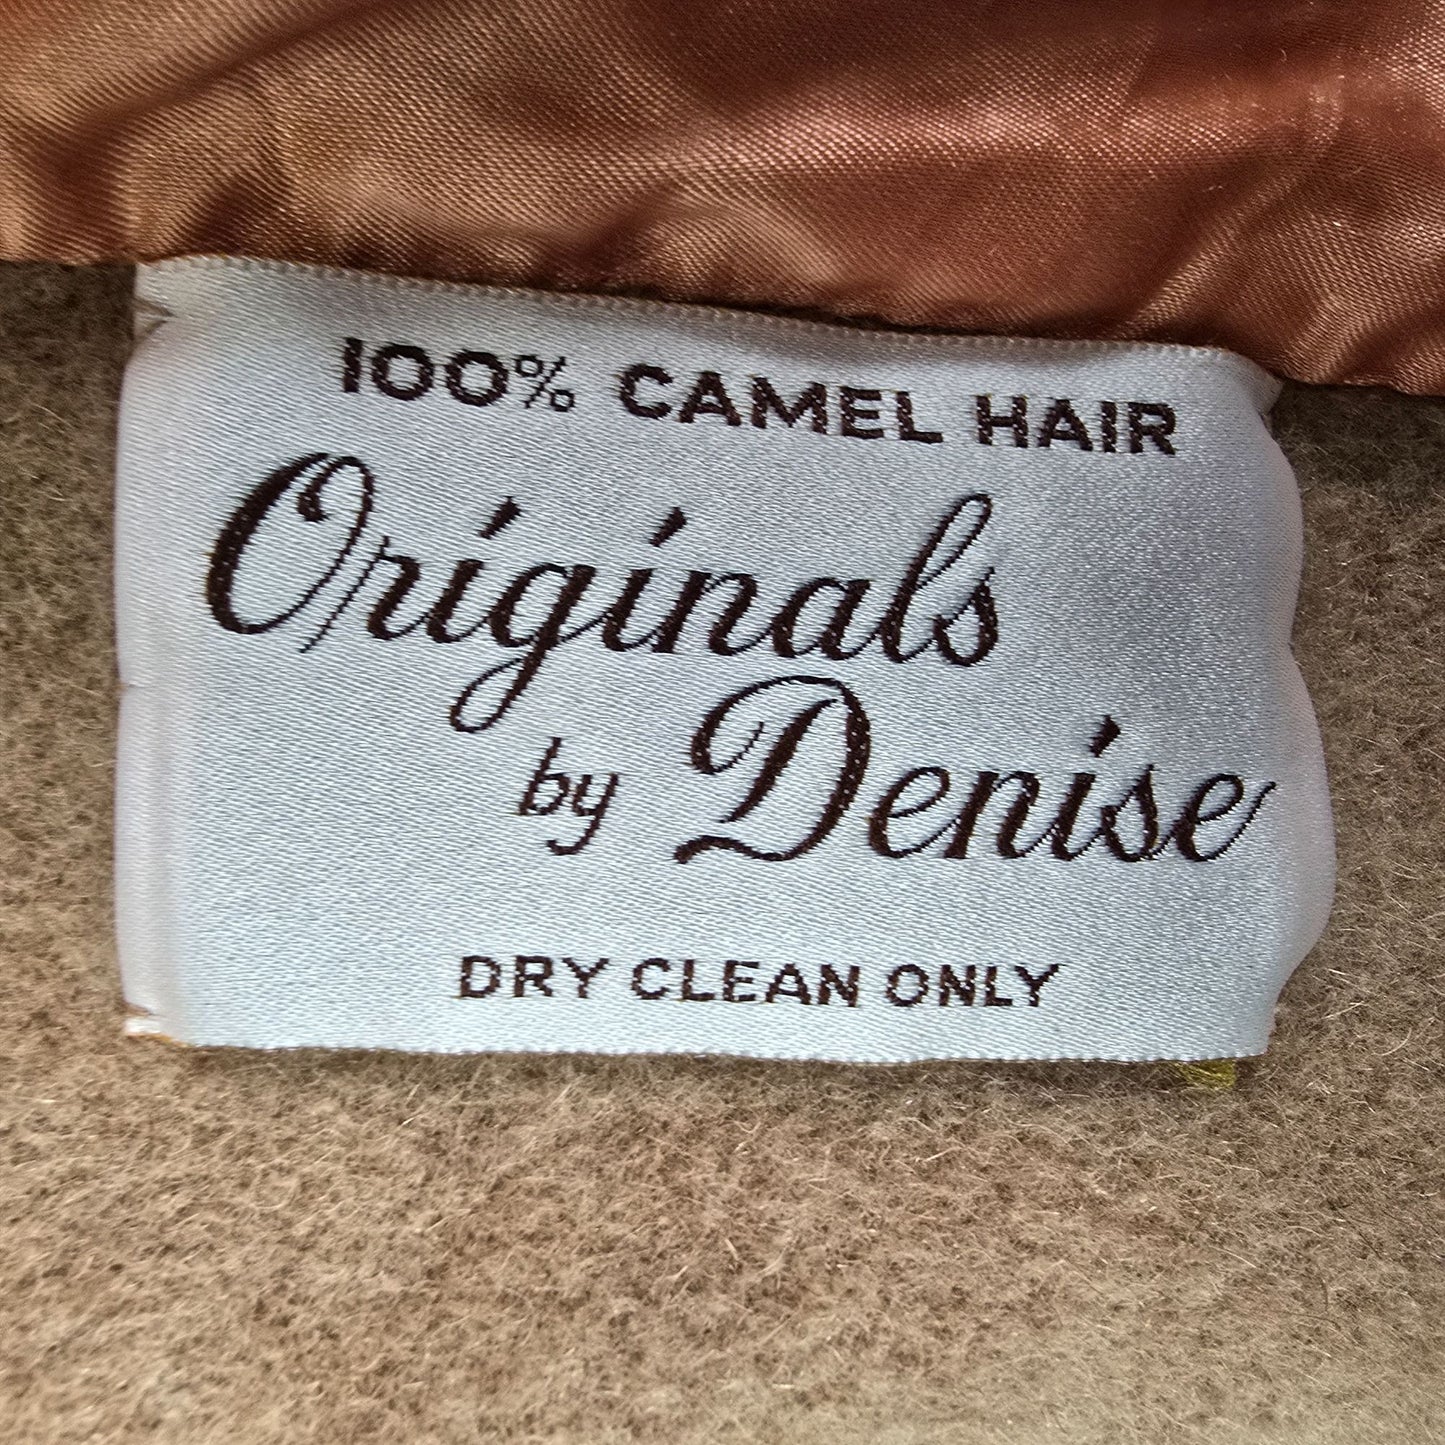 100% CAMEL HAIR
Originals
by Denise
DRY CLEAN ONLY